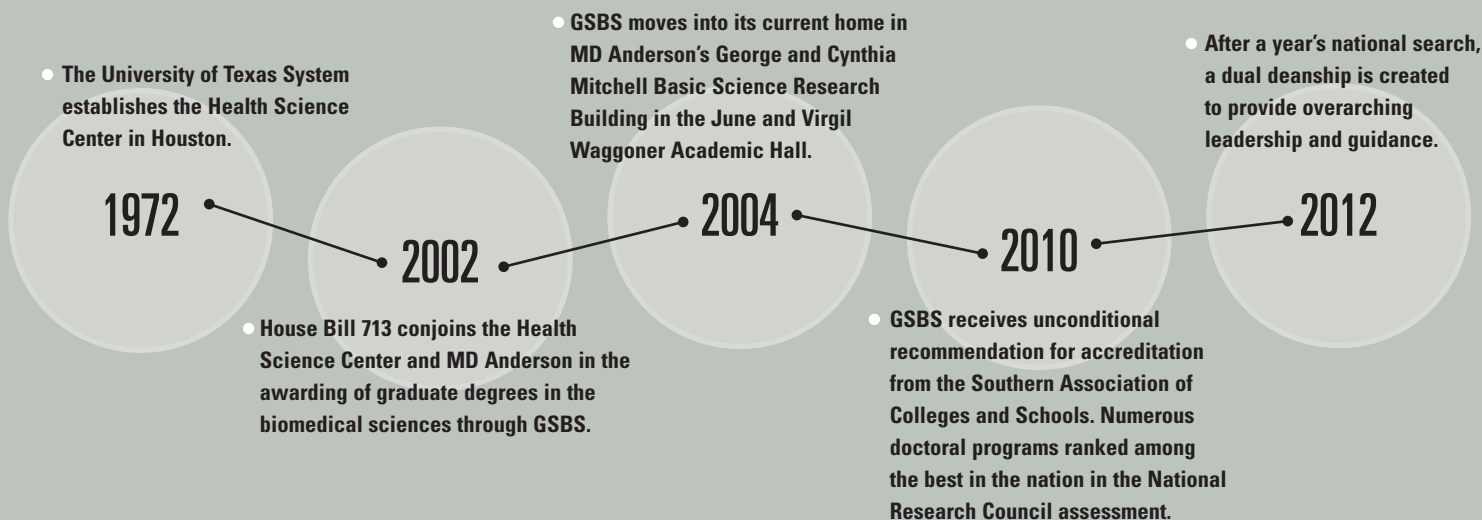 The University of Texas System
establishes the Health Science
Center in Houston.
1972
2002
House Bill 713 conjoins the Health
Science Center and MD Anderson in the
awarding of graduate degrees in the
biomedical sciences through GSBS.
GSBS moves into its current home in
MD Anderson's George and Cynthia
Mitchell Basic Science Research
Building in the June and Virgil
Waggoner Academic Hall.
2004
2010
GSBS receives unconditional
recommendation for accreditation
from the Southern Association of
Colleges and Schools. Numerous
doctoral programs ranked among
the best in the nation in the National
Research Council assessment.
After a year's national search,
a dual deanship is created
to provide overarching
leadership and guidance.
2012